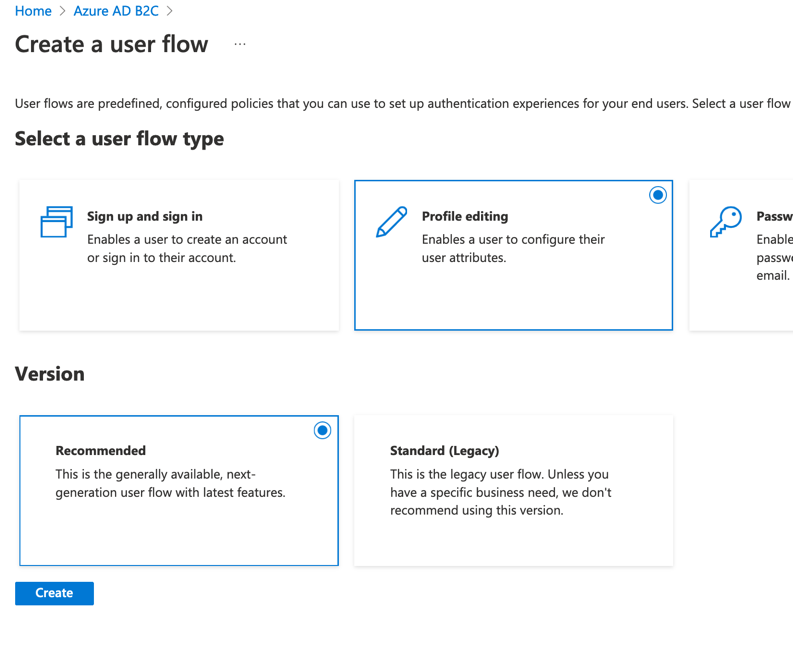 Home > Azure AD B2C >
Create a user flow ...
User flows are predefined, configured policies that you can use to set up authentication experiences for your end users. Select a user flow
Select a user flow type
Sign up and sign in
Enables a user to create an account
or sign in to their account.
Profile editing
Enables a user to configure their
user attributes.
Passw
Enable
passwo
email.
Version
Recommended
This is the generally available, next-
generation user flow with latest features.
Standard (Legacy)
This is the legacy user flow. Unless you
have a specific business need, we don't
recommend using this version.
Create